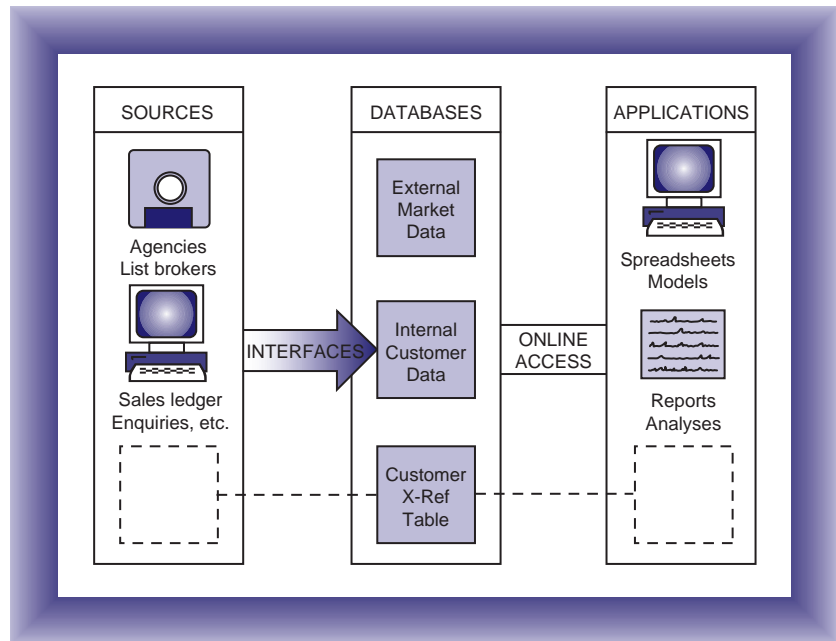 SOURCES
Agencies
List brokers
Sales ledger
Enquiries, etc.
INTERFACES
DATABASES
External
Market
Data
Internal
Customer
Data
Customer
X-Ref
Table
ONLINE
ACCESS
APPLICATIONS
Spreadsheets
Models
Reports
Analyses